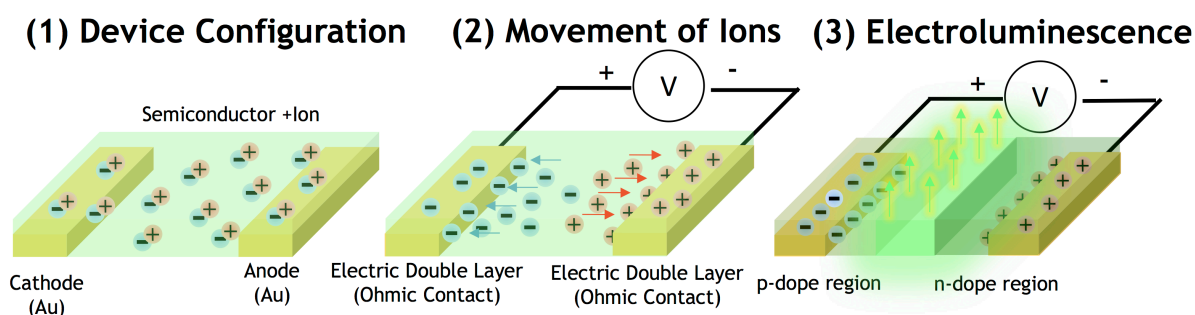 (1) Device Configuration
(2) Movement of Ions
(3) Electroluminescence
Semiconductor +Ion
+ V -
+ V -
Cathode
(Au)
Anode
(Au)
Electric Double Layer
(Ohmic Contact)
Electric Double Layer
(Ohmic Contact)
p-dope region
n-dope region